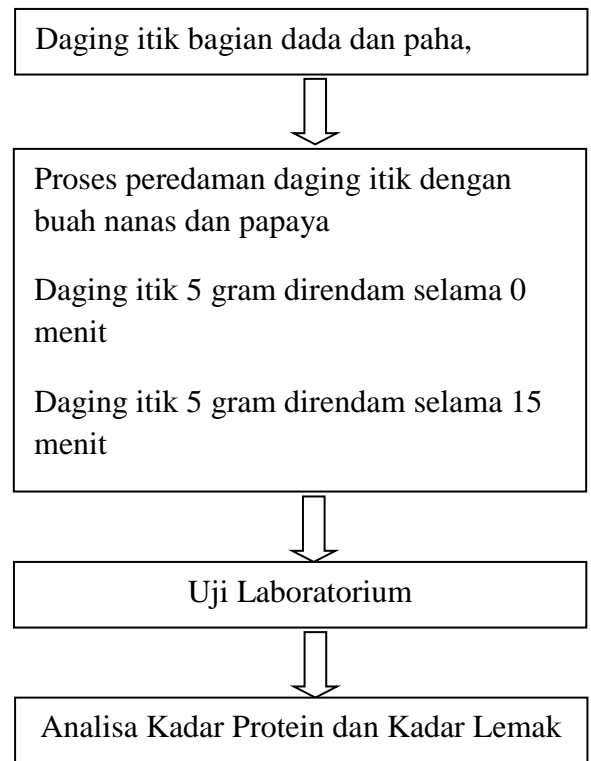 Daging itik bagian dada dan paha,
Proses peredaman daging itik dengan
buah nanas dan papaya
Daging itik 5 gram direndam selama 0
menit
Daging itik 5 gram direndam selama 15
menit
Uji Laboratorium
Analisa Kadar Protein dan Kadar Lemak